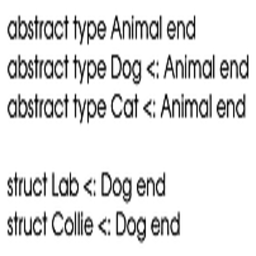 abstract type Animal end
abstract type Dog <: Animal end
abstract type Cat <: Animal end
struct Lab <: Dog end
struct Collie <: Dog end